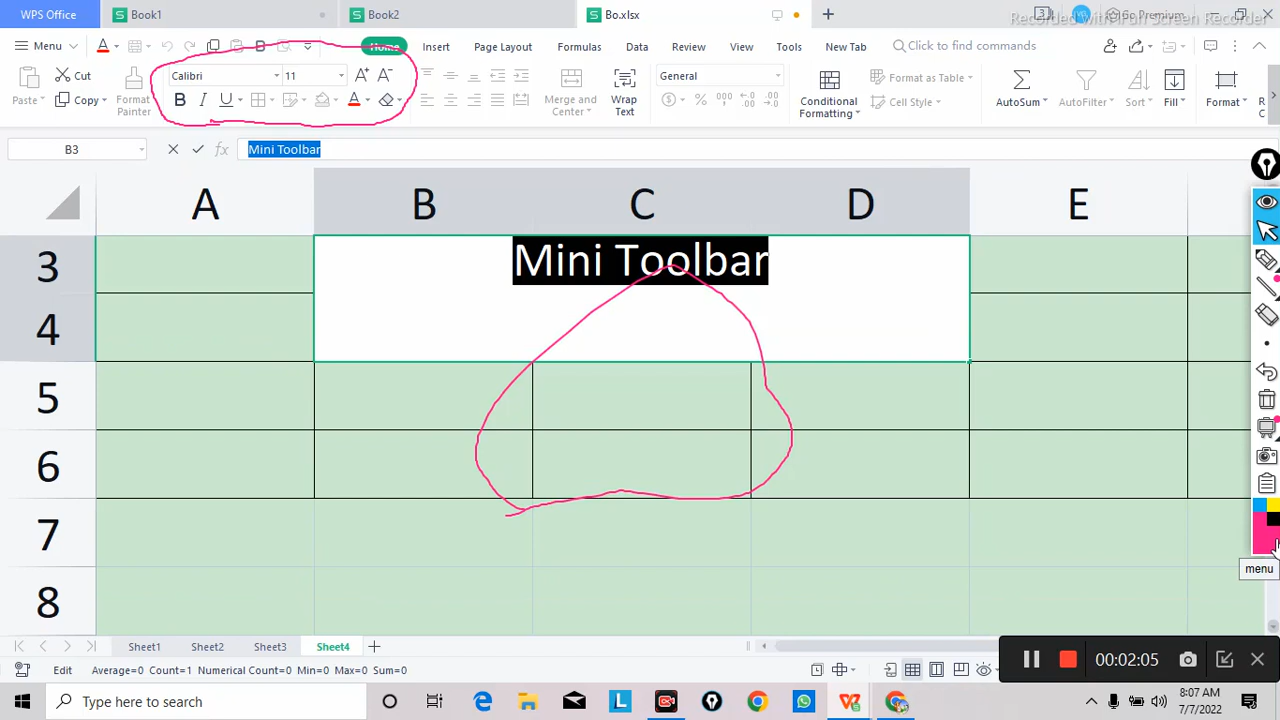 WPS Office
Book1
Book2
Bo.xlsx
Go Premium
Recorded with Full Screen Recorder
Menu
Home
Insert
Page Layout
Formulas
Data
Review
View
Tools
New Tab
Click to find commands
Paste
Cut
Copy
Format Painter
Calibri
11
Merge and Center
Wrap Text
General
Conditional Formatting
Format as Table
Cell Style
AutoSum
AutoFilter
Sort
Fill
Format
B3
fx
Mini Toolbar
A B C D E
3 Mini Toolbar
4
5
6
7
8
menu
Sheet1
Sheet2
Sheet3
Sheet4
Edit
Average=0 Count=1 Numerical Count=0 Min=0 Max=0 Sum=0
00:02:05
Type here to search
8:07 AM
7/7/2022